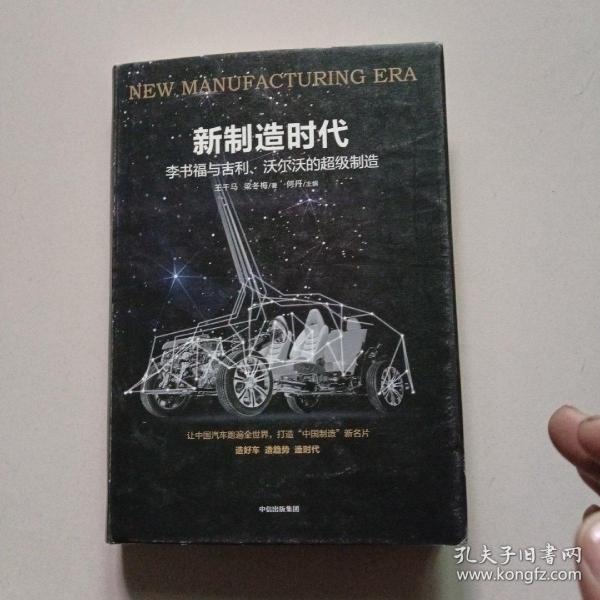 NEW MANUFACTURING ERA
新制造时代
李书福与吉利、沃尔沃的超级制造
王千马 梁冬梅/著 何丹/主编
让中国汽车跑遍全世界，打造“中国制造”新名片
造好车 造趋势 造时代
中信出版集团
孔夫子旧书网
www.kongfz.com